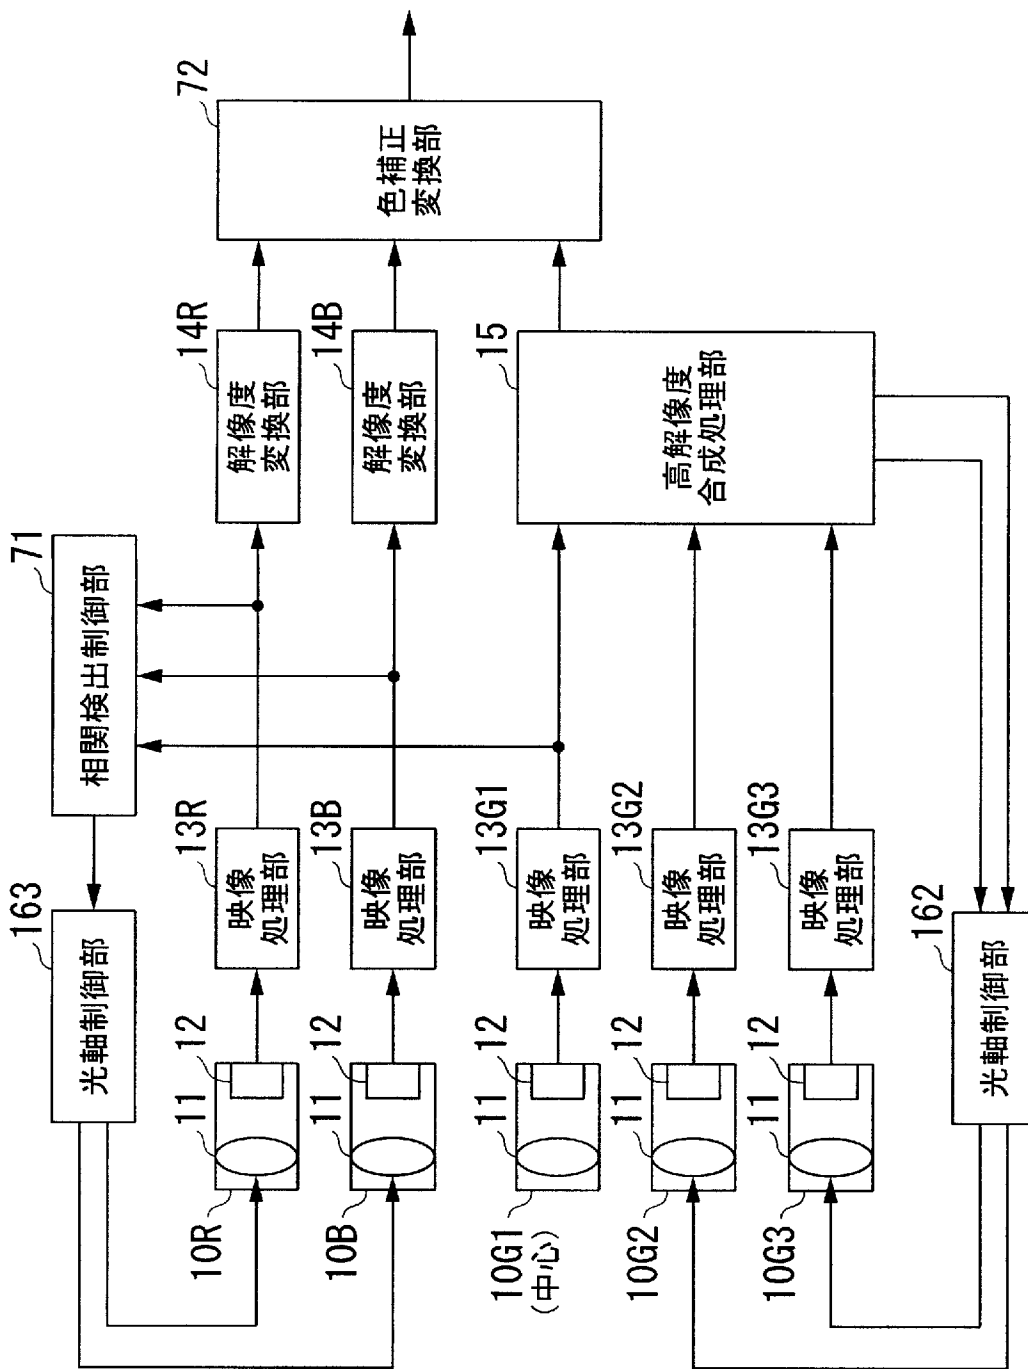 163
光軸制御部
71
相関検出制御部
10R
11
12
13R
映像
処理部
14R
解像度
変換部
10B
11
12
13B
映像
処理部
14B
解像度
変換部
72
色補正
変換部
10G1
(中心)
11
12
13G1
映像
処理部
15
高解像度
合成処理部
10G2
11
12
13G2
映像
処理部
10G3
11
12
13G3
映像
処理部
162
光軸制御部